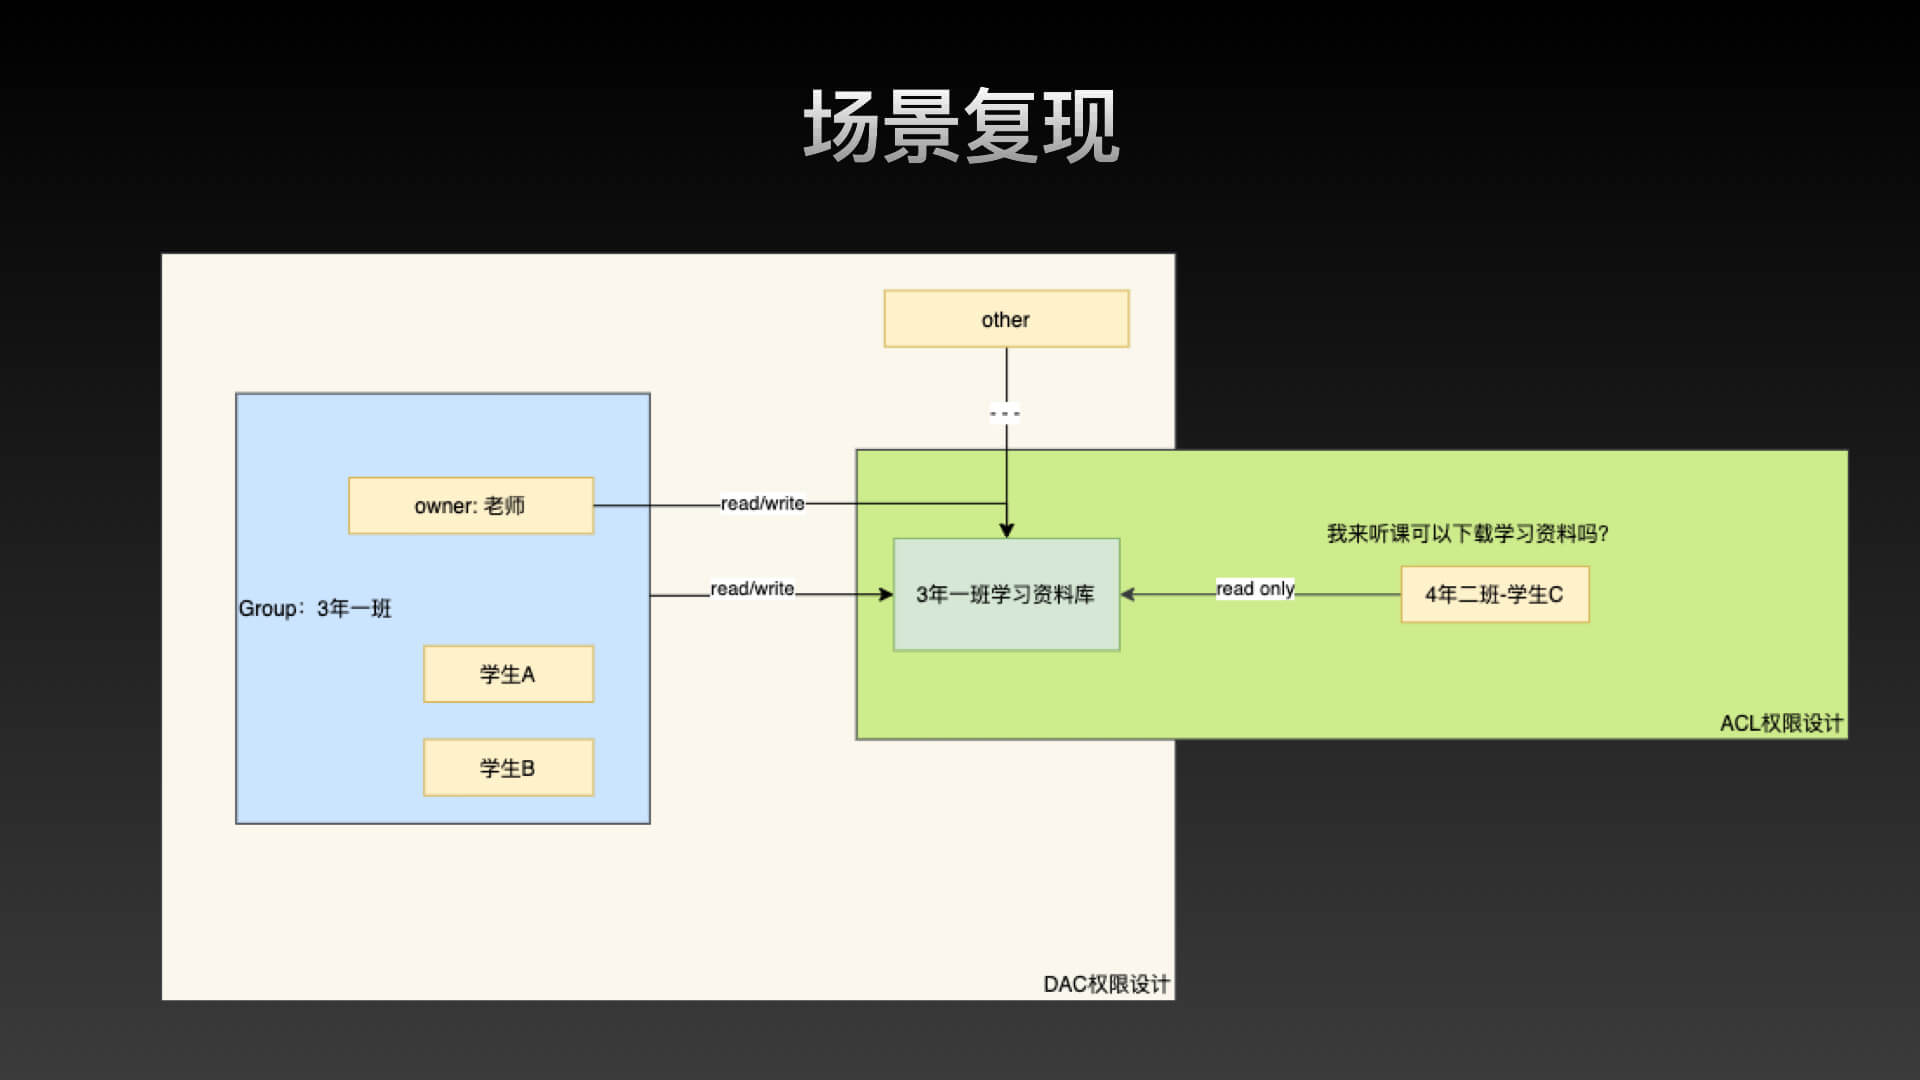 场景复现
other
---
owner: 老师
read/write
我来听课可以下载学习资料吗?
read/write
3年一班学习资料库
read only
4年二班-学生C
Group：3年一班
学生A
ACL权限设计
学生B
DAC权限设计